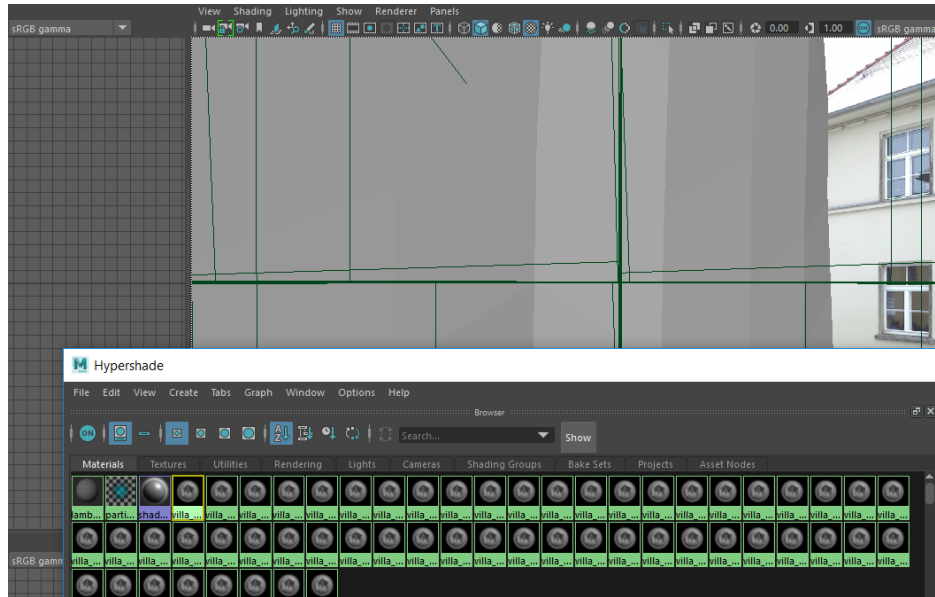 View Shading Lighting Show Renderer Panels
sRGB gamma 0.00 1.00 ON sRGB gamma
M Hypershade
File Edit View Create Tabs Graph Window Options Help
Browser
ON A Z Search... Show
Materials Textures Utilities Rendering Lights Cameras Shading Groups Bake Sets Projects Asset Nodes
lamb... parti... shad... villa_... villa_... villa_... villa_... villa_... villa_... villa_... villa_... villa_... villa_... villa_... villa_... villa_... villa_... villa_... villa_... villa_... villa_... villa_... villa_... villa_... villa_...
sRGB gamm villa_... villa_... villa_... villa_... villa_... villa_... villa_... villa_... villa_... villa_... villa_... villa_... villa_... villa_... villa_... villa_... villa_... villa_... villa_... villa_... villa_... villa_... villa_... villa_... villa_...